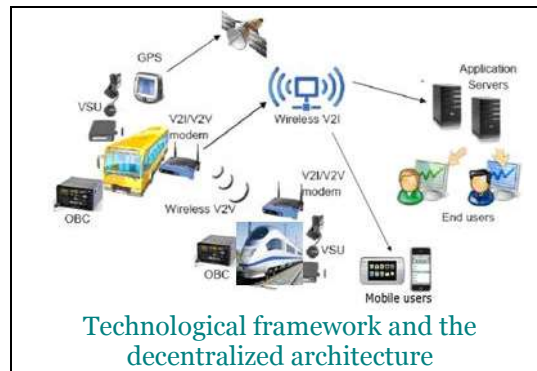 GPS
VSU
Application
Servers
V2I/V2V
modem
Wireless V2I
I
OBC
V2I/V2V
modem
Wireless V2V
End users
VSU
OBC
I
Mobile users
Technological framework and the
decentralized architecture